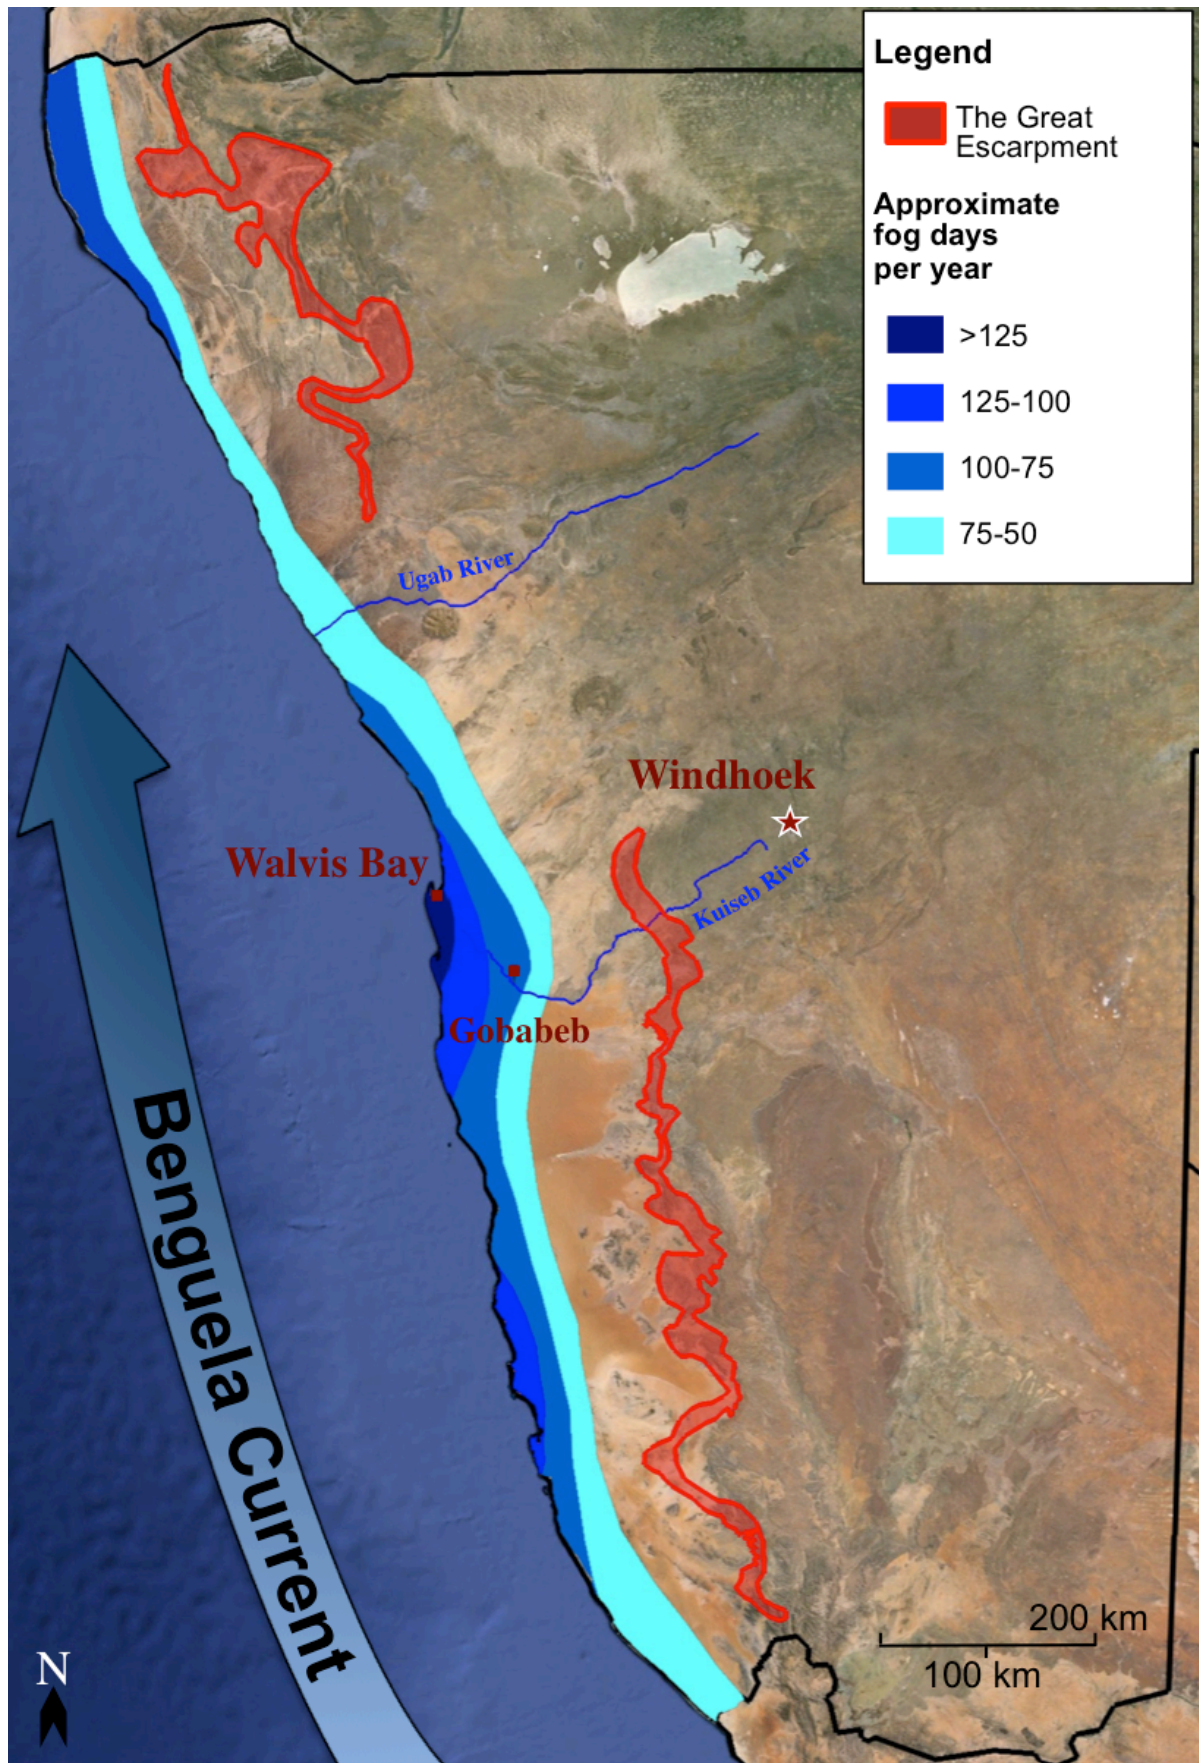 Legend
The Great
Escarpment
Approximate
fog days
per year
>125
125-100
100-75
75-50
Ugab River
Windhoek
Walvis Bay
Kuiseb River
Gobabeb
Benguela Current
200 km
100 km
N